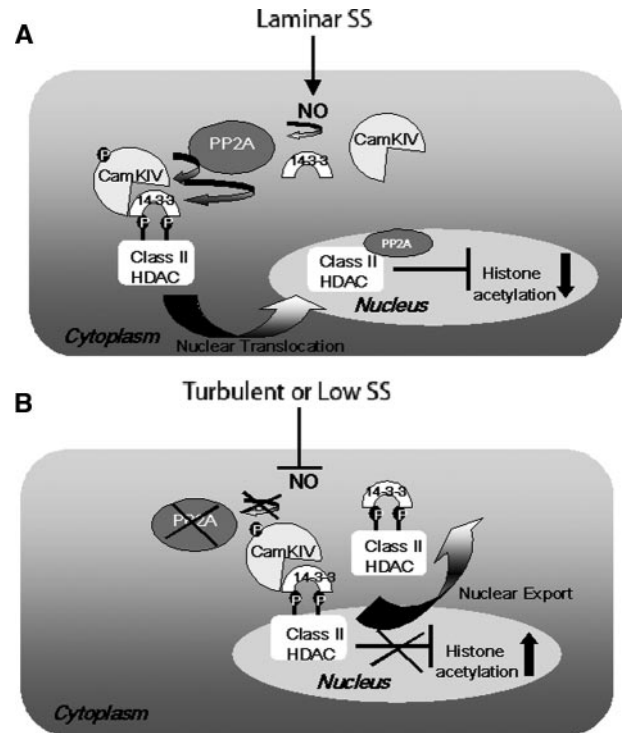 A
Laminar SS
NO
PP2A
CamKIV
P
CamKIV
14-3-3
14-3-3
P P
Class II
HDAC
PP2A
Class II
HDAC
Histone
acetylation
Nucleus
Cytoplasm
Nuclear Translocation
B
Turbulent or Low SS
NO
14-3-3
P P
PP2A
P
CamKIV
Class II
HDAC
14-3-3
P P
Nuclear Export
Class II
HDAC
Histone
acetylation
Nucleus
Cytoplasm